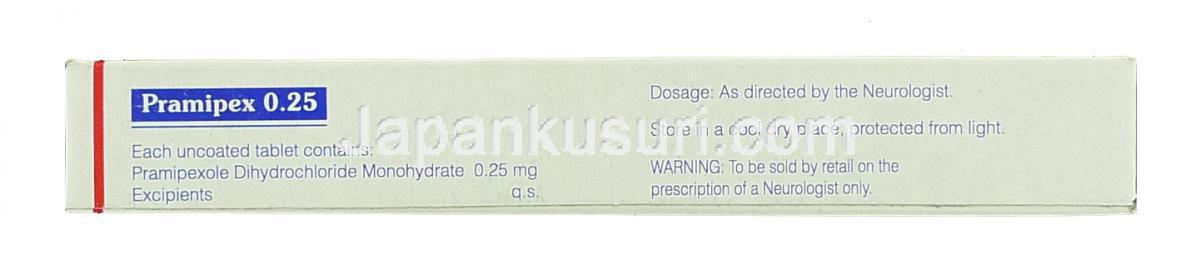 Pramipex 0.25
Each uncoated tablet contains:
Pramipexole Dihydrochloride Monohydrate 0.25 mg
Excipients q.s.
Dosage: As directed by the Neurologist.
Store in a cool dry place, protected from light.
WARNING: To be sold by retail on the
prescription of a Neurologist only.
Japankusuri.com